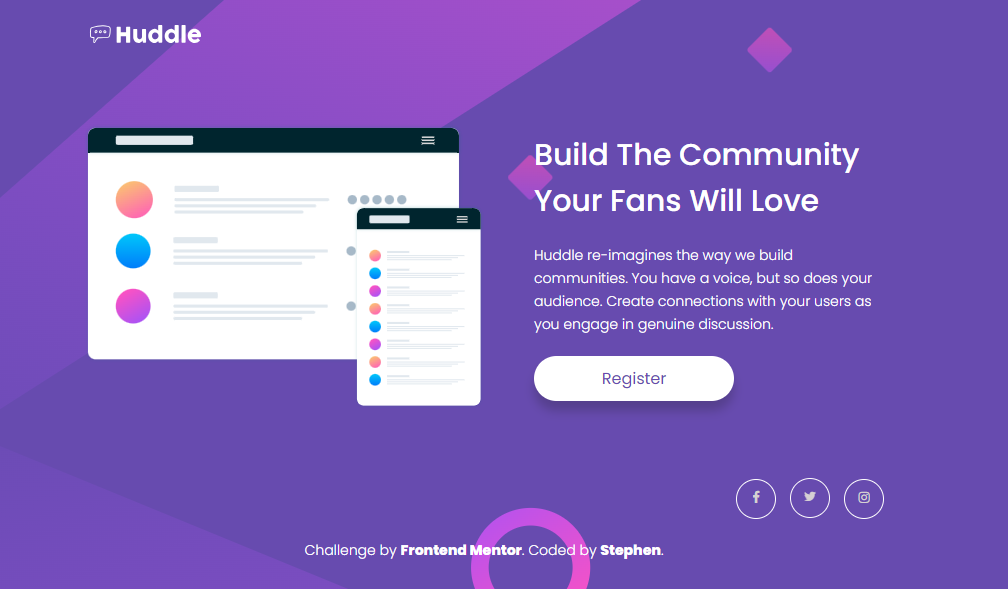 Huddle
Build The Community
Your Fans Will Love
Huddle re-imagines the way we build
communities. You have a voice, but so does your
audience. Create connections with your users as
you engage in genuine discussion.
Register
Challenge by Frontend Mentor. Coded by Stephen.